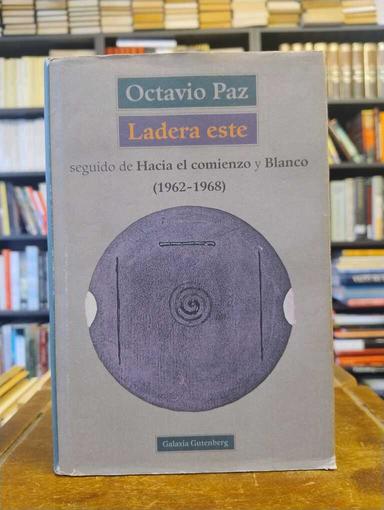 Octavio Paz
Ladera este
seguido de Hacia el comienzo y Blanco
(1962-1968)
Galaxia Gutenberg